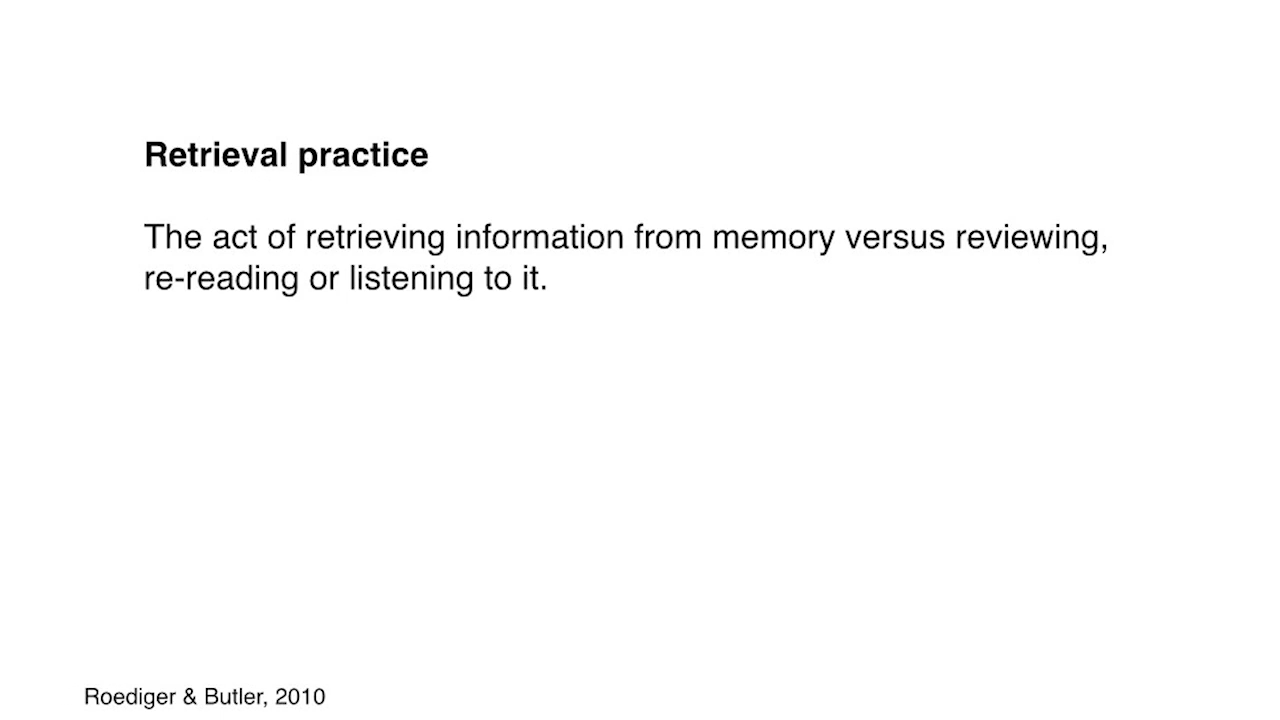 Retrieval practice
The act of retrieving information from memory versus reviewing,
re-reading or listening to it.
Roediger & Butler, 2010